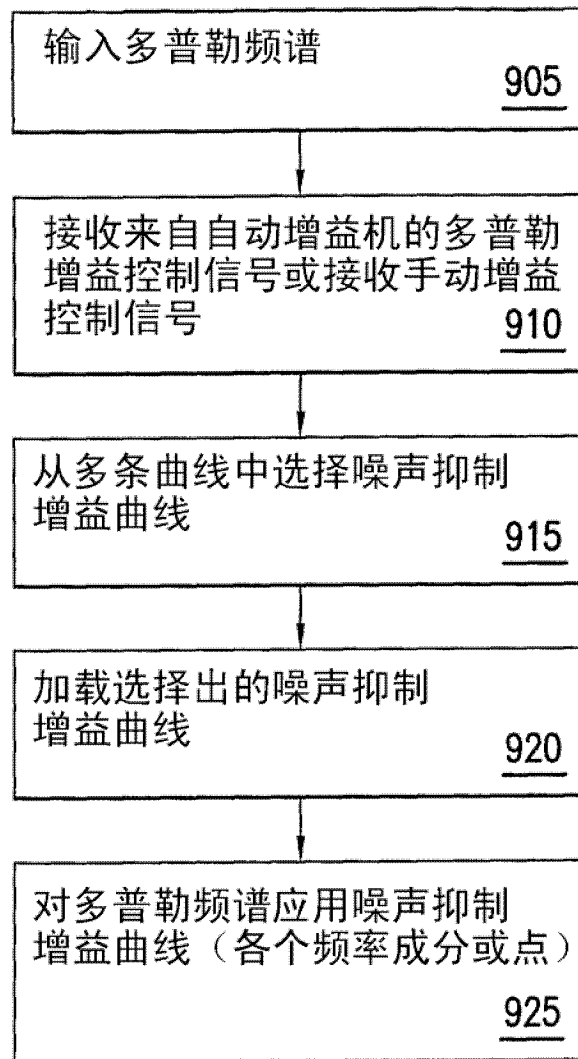 输入多普勒频谱
905
接收来自自动增益机的多普勒
增益控制信号或接收手动增益
控制信号
910
从多条曲线中选择噪声抑制
增益曲线
915
加载选择出的噪声抑制
增益曲线
920
对多普勒频谱应用噪声抑制
增益曲线（各个频率成分或点）
925